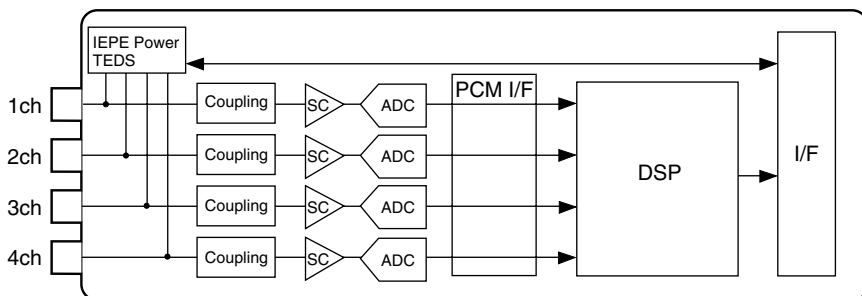 IEPE Power
TEDS
PCM I/F
1ch
Coupling
SC
ADC
2ch
Coupling
SC
ADC
DSP
I/F
3ch
Coupling
SC
ADC
4ch
Coupling
SC
ADC